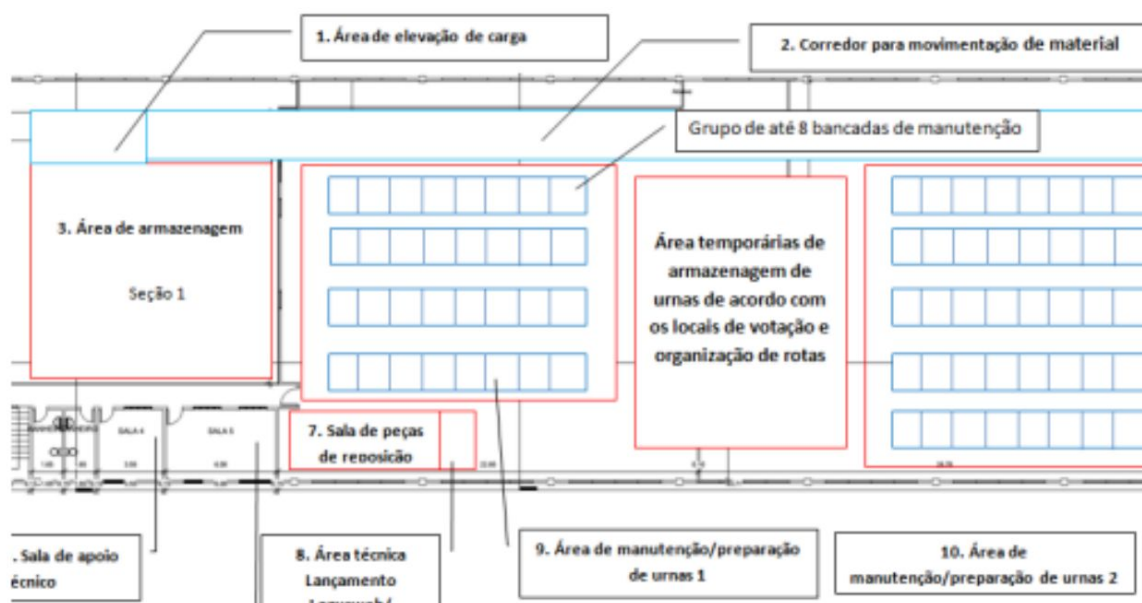 1. Área de elevação de carga
2. Corredor para movimentação de material
Grupo de até 8 bancadas de manutenção
3. Área de armazenagem
Seção 1
Área temporárias de
armazenagem de
urnas de acordo com
os locais de votação e
organização de rotas
SALA 4
SALA 5
7. Sala de peças
de reposição
. Sala de apoio
écnico
8. Área técnica
Lançamento
9. Área de manutenção/preparação
de urnas 1
10. Área de
manutenção/preparação de urnas 2